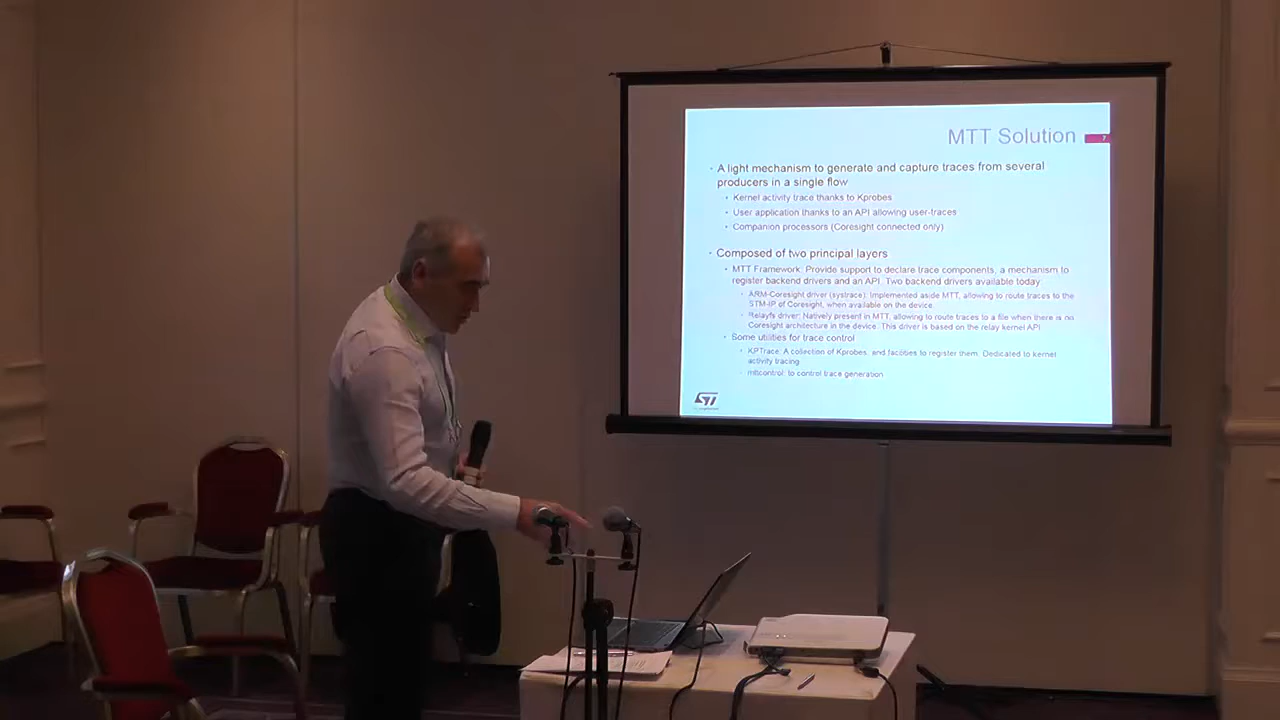 MTT Solution
7
A light mechanism to generate and capture traces from several
producers in a single flow
Kernel activity trace thanks to Kprobes
User application thanks to an API allowing user-traces
Companion processors (Coresight connected only)
Composed of two principal layers
MTT Framework: Provide support to declare trace components, a mechanism to
register backend drivers and an API. Two backend drivers available today:
ARM-Coresight driver (systrace): Implemented aside MTT, allowing to route traces to the
STM-IP of Coresight, when available on the device.
Relayfs driver: Natively present in MTT, allowing to route traces to a file when there is no
Coresight architecture in the device. This driver is based on the relay kernel API
Some utilities for trace control
KPTrace: A collection of Kprobes, and facilities to register them. Dedicated to kernel
activity tracing
mttcontrol: to control trace generation
ST